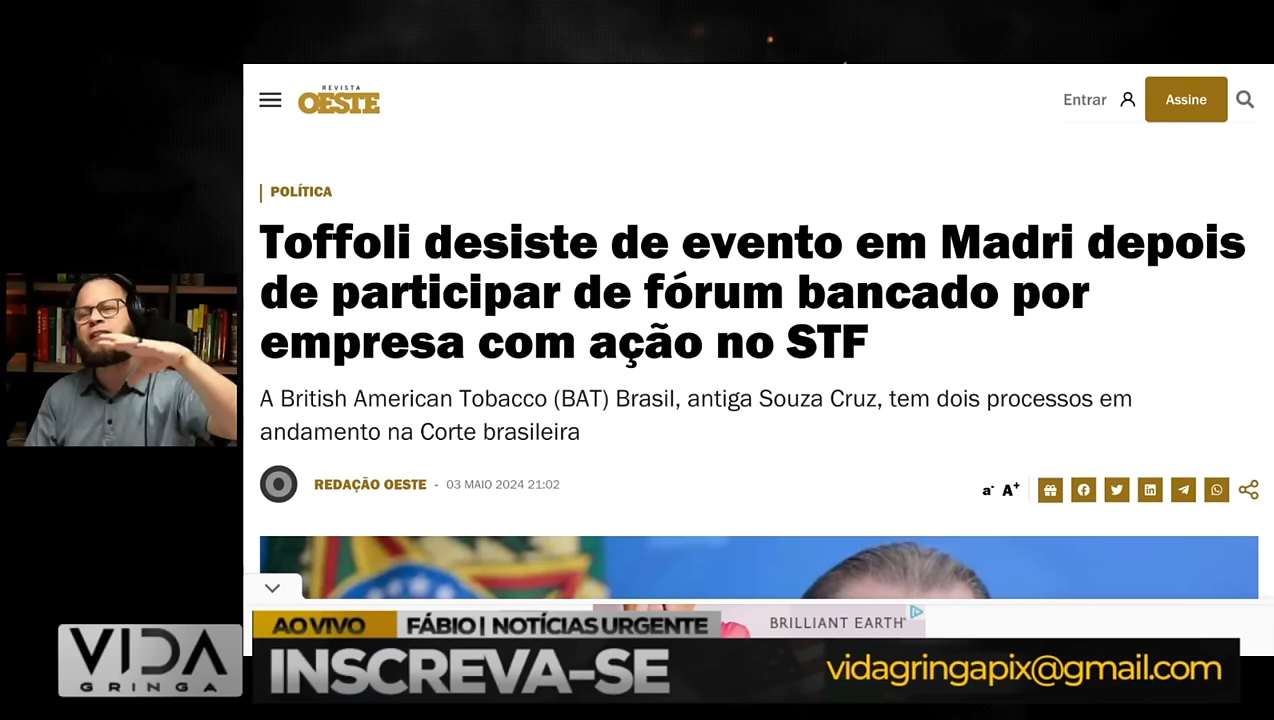 REVISTA
OESTE
Entrar
Assine
POLÍTICA
Toffoli desiste de evento em Madri depois
de participar de fórum bancado por
empresa com ação no STF
A British American Tobacco (BAT) Brasil, antiga Souza Cruz, tem dois processos em
andamento na Corte brasileira
REDAÇÃO OESTE - 03 MAIO 2024 21:02
a- A+
BRILLIANT EARTH
AO VIVO FÁBIO | NOTÍCIAS URGENTE
VIDA
GRINGA
INSCREVA-SE
vidagringapix@gmail.com